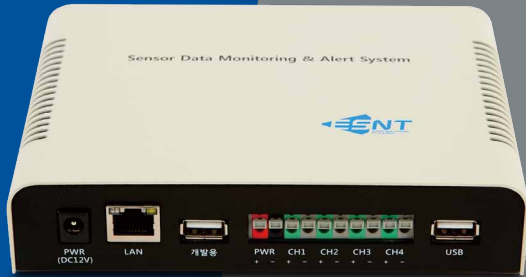 Sensor Data Monitoring & Alert System
ENT
PWR LAN 개발용 PWR CH1 CH2 CH3 CH4 USB
(DC12V) + - + - + - + - + -